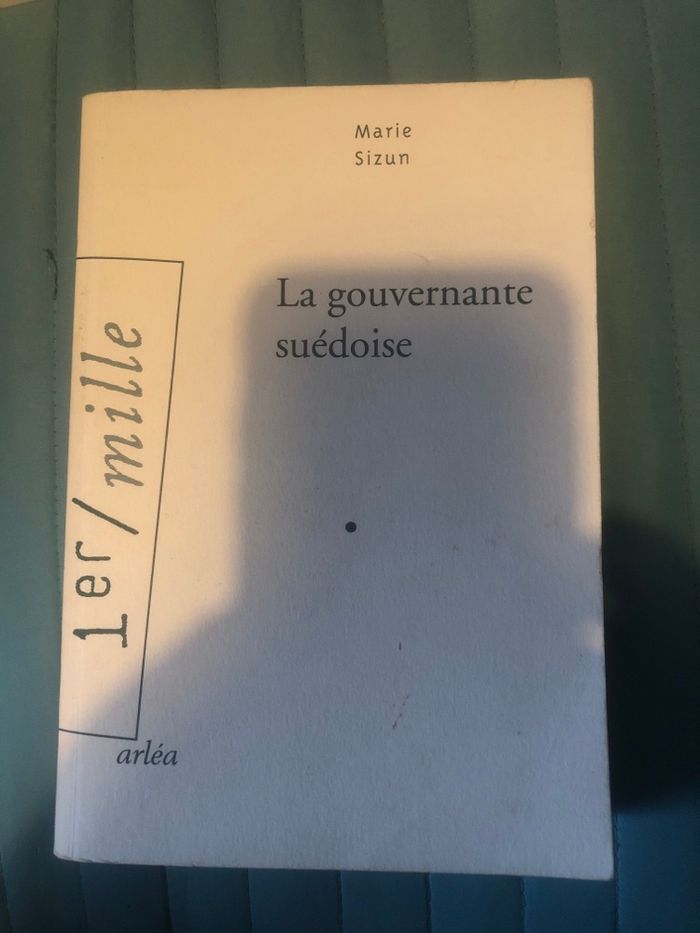 Marie
Sizun
La gouvernante
suédoise
1er/mille
arléa